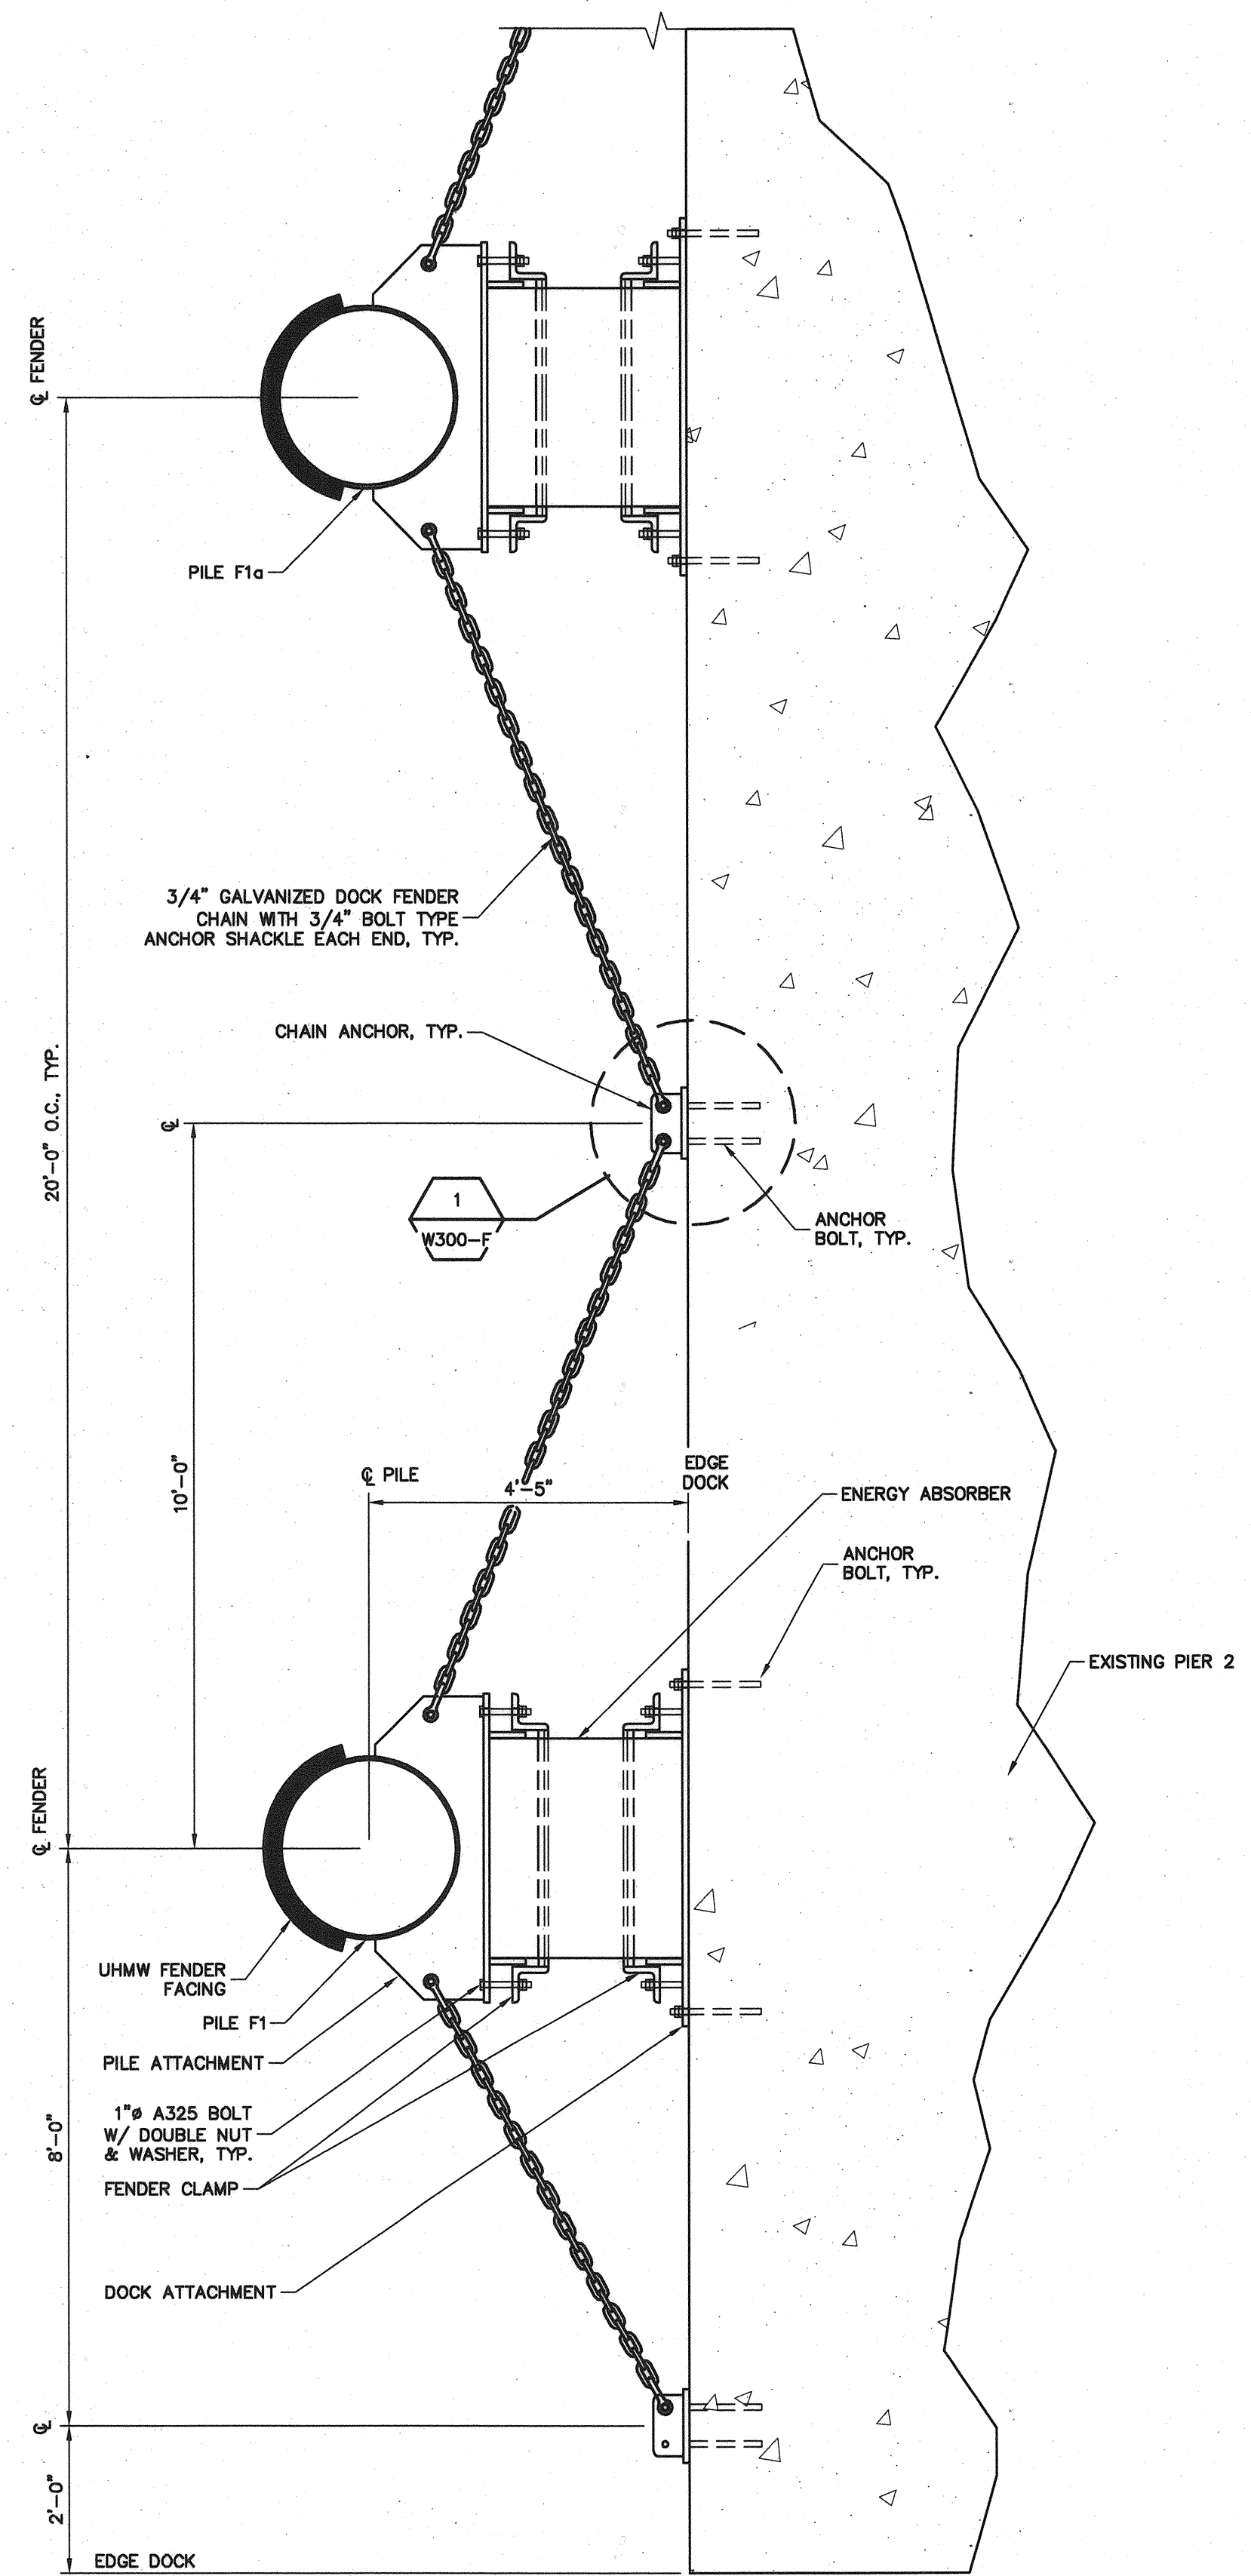 ℄ FENDER
PILE F1a
3/4" GALVANIZED DOCK FENDER
CHAIN WITH 3/4" BOLT TYPE
ANCHOR SHACKLE EACH END, TYP.
CHAIN ANCHOR, TYP.
20'-0" O.C., TYP.
℄
1
W300-F
ANCHOR
BOLT, TYP.
10'-0"
℄ PILE
4'-5"
EDGE
DOCK
ENERGY ABSORBER
ANCHOR
BOLT, TYP.
EXISTING PIER 2
℄ FENDER
UHMW FENDER
FACING
PILE F1
PILE ATTACHMENT
1"ø A325 BOLT
W/ DOUBLE NUT
& WASHER, TYP.
FENDER CLAMP
8'-0"
DOCK ATTACHMENT
℄
2'-0"
EDGE DOCK